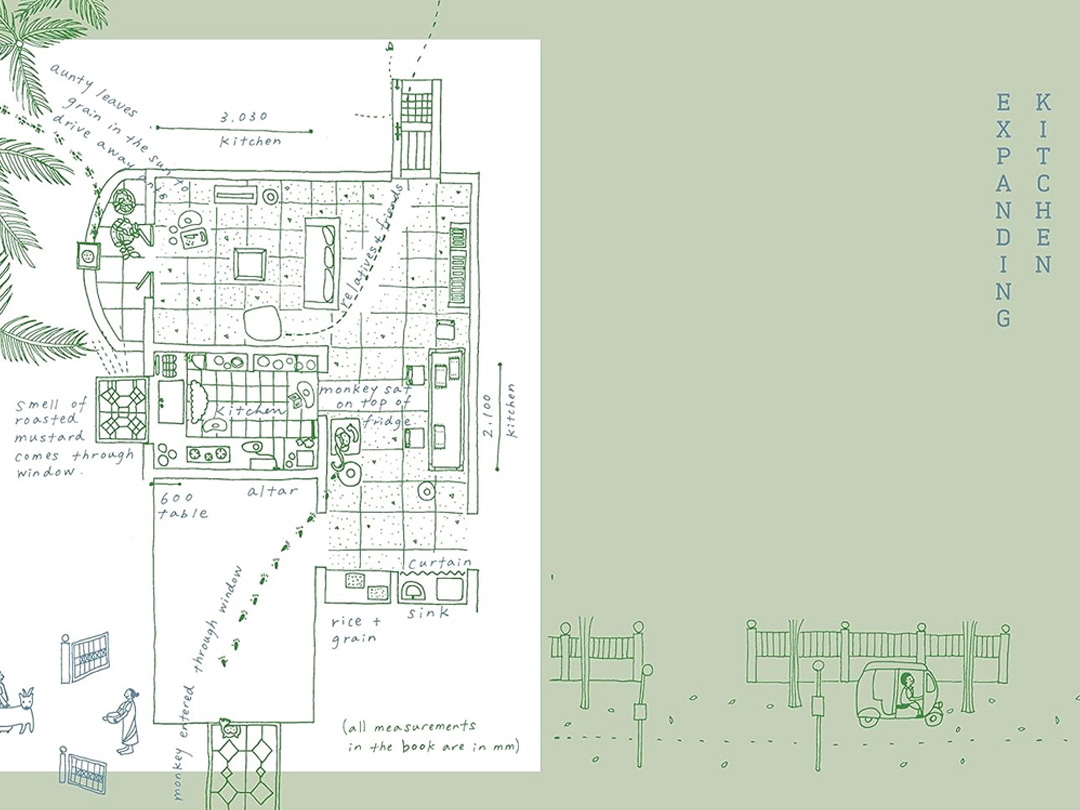 aunty leaves
grain in the sun to
drive away ants
3.030
kitchen
relatives & friends
smell of
roasted
mustard
comes through
window.
kitchen
monkey sat
on top of
fridge
2.100
kitchen
600
table
altar
curtain
sink
rice +
grain
monkey entered through window
(all measurements
in the book are in mm)
KITCHEN
EXPANDING